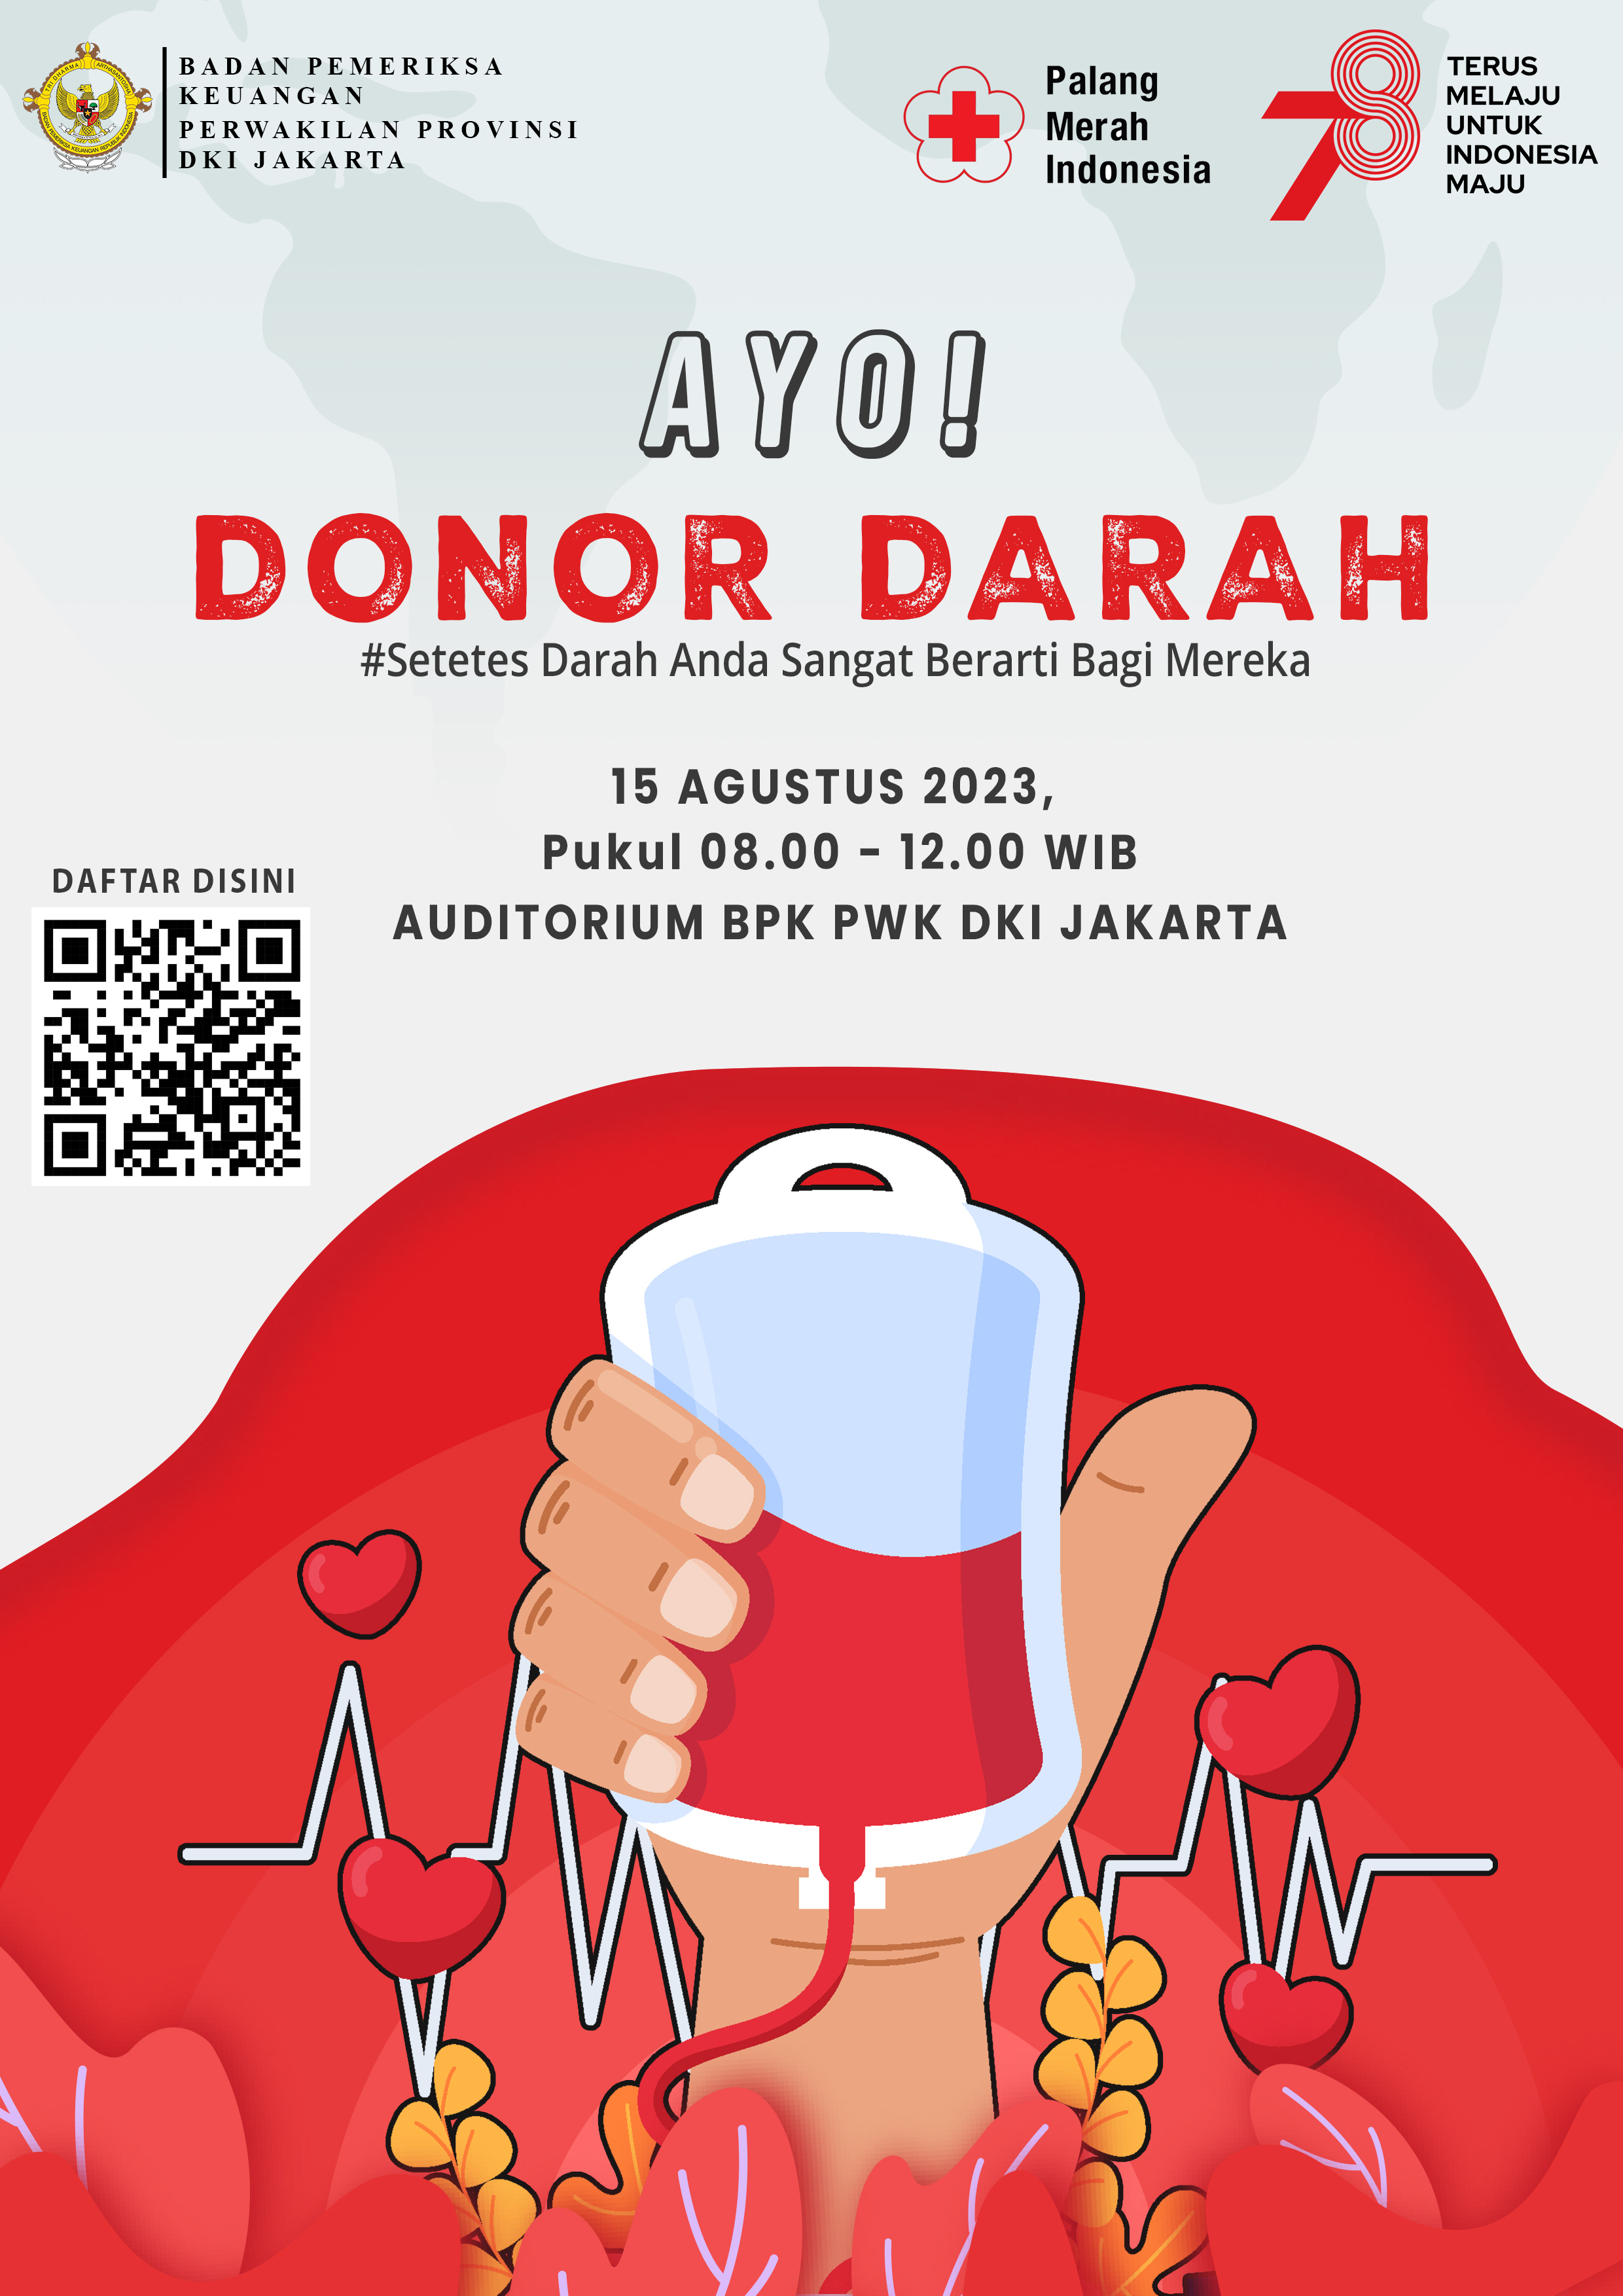 BADAN PEMERIKSA
KEUANGAN
PERWAKILAN PROVINSI
DKI JAKARTA
Palang
Merah
Indonesia
78
TERUS
MELAJU
UNTUK
INDONESIA
MAJU
AYO!
DONOR DARAH
#Setetes Darah Anda Sangat Berarti Bagi Mereka
15 AGUSTUS 2023,
Pukul 08.00 - 12.00 WIB
AUDITORIUM BPK PWK DKI JAKARTA
DAFTAR DISINI